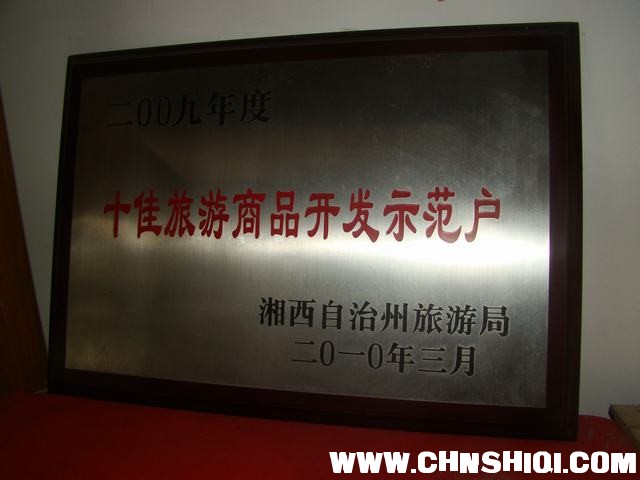 二00九年度
十佳旅游商品开发示范户
湘西自治州旅游局
二0一0年三月
WWW.CHNSHIQI.COM